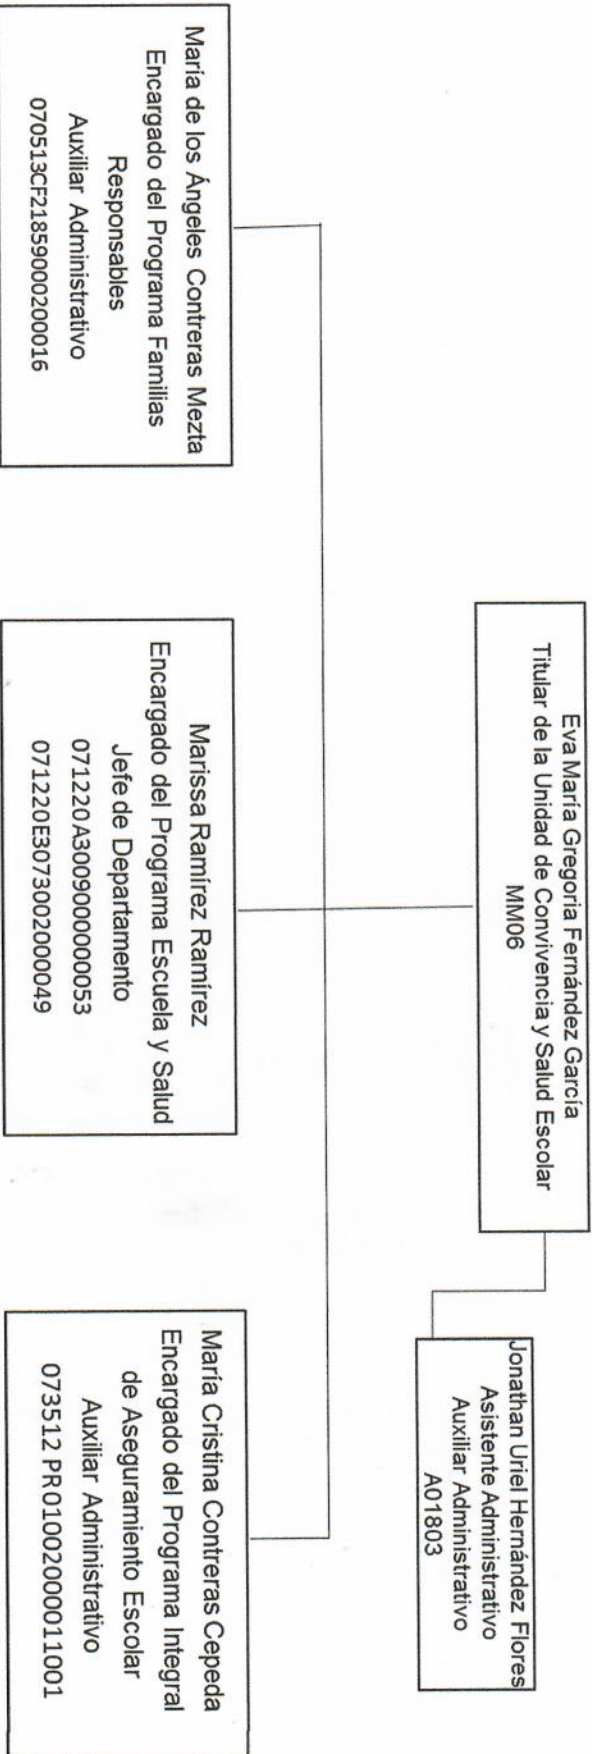 Eva María Gregoria Fernández García
Titular de la Unidad de Convivencia y Salud Escolar
MM06
Jonathan Uriel Hernández Flores
Asistente Administrativo
Auxiliar Administrativo
A01803
María de los Ángeles Contreras Mezta
Encargado del Programa Familias
Responsables
Auxiliar Administrativo
070513CF21859000200016
Marissa Ramírez Ramírez
Encargado del Programa Escuela y Salud
Jefe de Departamento
071220A3009000000053
071220E3073002000049
María Cristina Contreras Cepeda
Encargado del Programa Integral
de Aseguramiento Escolar
Auxiliar Administrativo
073512 PR01002000011001